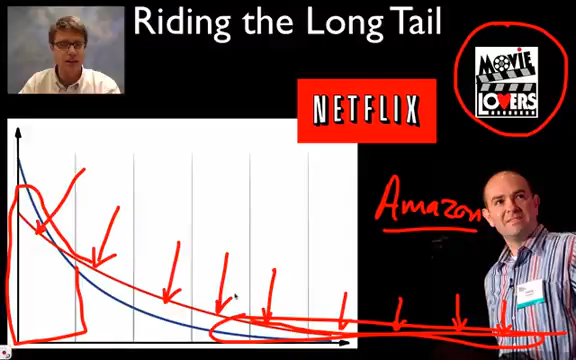 Riding the Long Tail
MOVIE
LOVERS
NETFLIX
Amazon